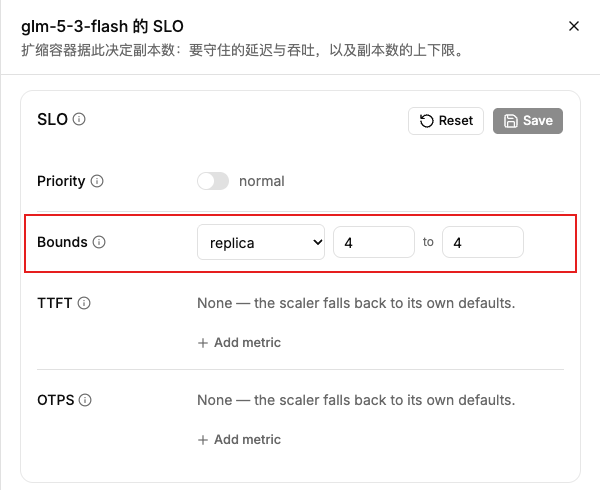 glm-5-3-flash 的 SLO
扩缩容器据此决定副本数：要守住的延迟与吞吐，以及副本数的上下限。
SLO
Reset
Save
Priority
normal
Bounds
replica
4
to
4
TTFT
None — the scaler falls back to its own defaults.
+ Add metric
OTPS
None — the scaler falls back to its own defaults.
+ Add metric